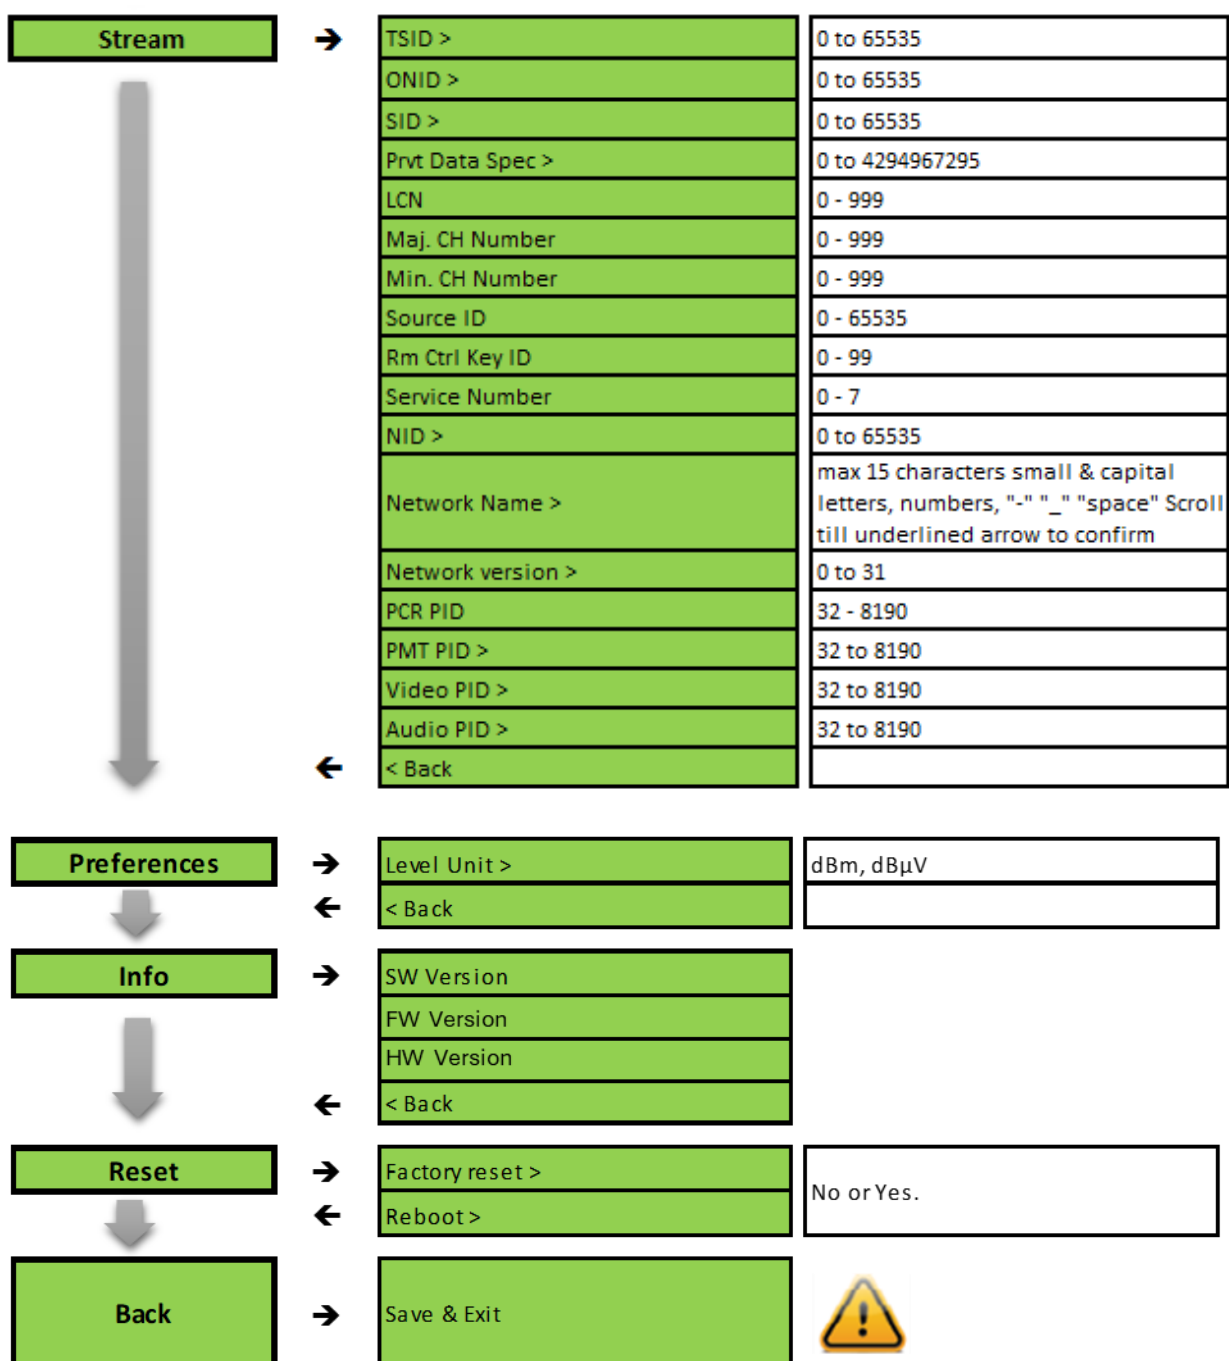 Stream
TSID >
0 to 65535
ONID >
0 to 65535
SID >
0 to 65535
Prvt Data Spec >
0 to 4294967295
LCN
0 - 999
Maj. CH Number
0 - 999
Min. CH Number
0 - 999
Source ID
0 - 65535
Rm Ctrl Key ID
0 - 99
Service Number
0 - 7
NID >
0 to 65535
Network Name >
max 15 characters small & capital
letters, numbers, "-" "_" "space" Scroll
till underlined arrow to confirm
Network version >
0 to 31
PCR PID
32 - 8190
PMT PID >
32 to 8190
Video PID >
32 to 8190
Audio PID >
32 to 8190
< Back
Preferences
Level Unit >
dBm, dBµV
< Back
Info
SW Version
FW Version
HW Version
< Back
Reset
Factory reset >
No or Yes.
Reboot >
Back
Save & Exit